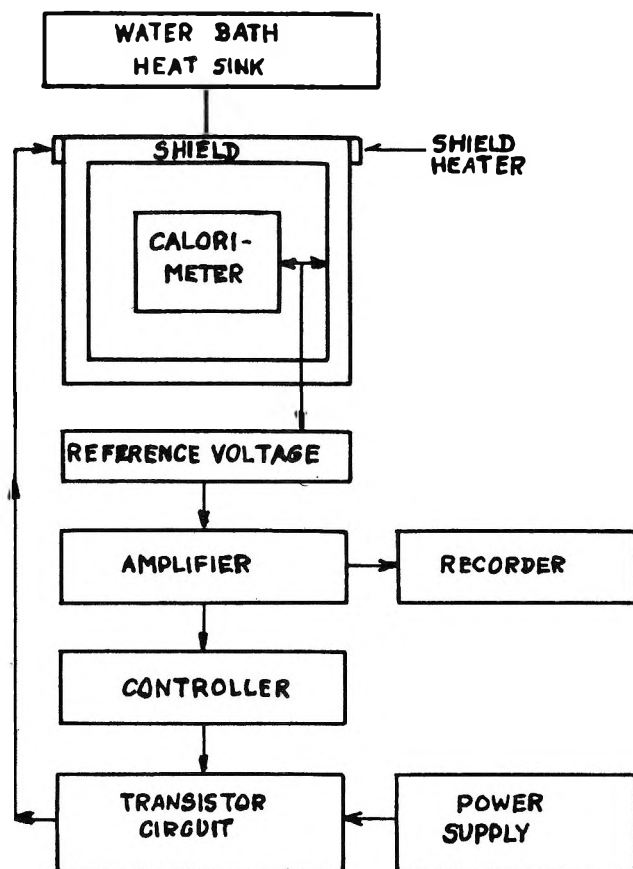 WATER BATH
HEAT SINK
SHIELD
SHIELD
HEATER
CALORI-
METER
REFERENCE VOLTAGE
AMPLIFIER
RECORDER
CONTROLLER
TRANSISTOR
CIRCUIT
POWER
SUPPLY